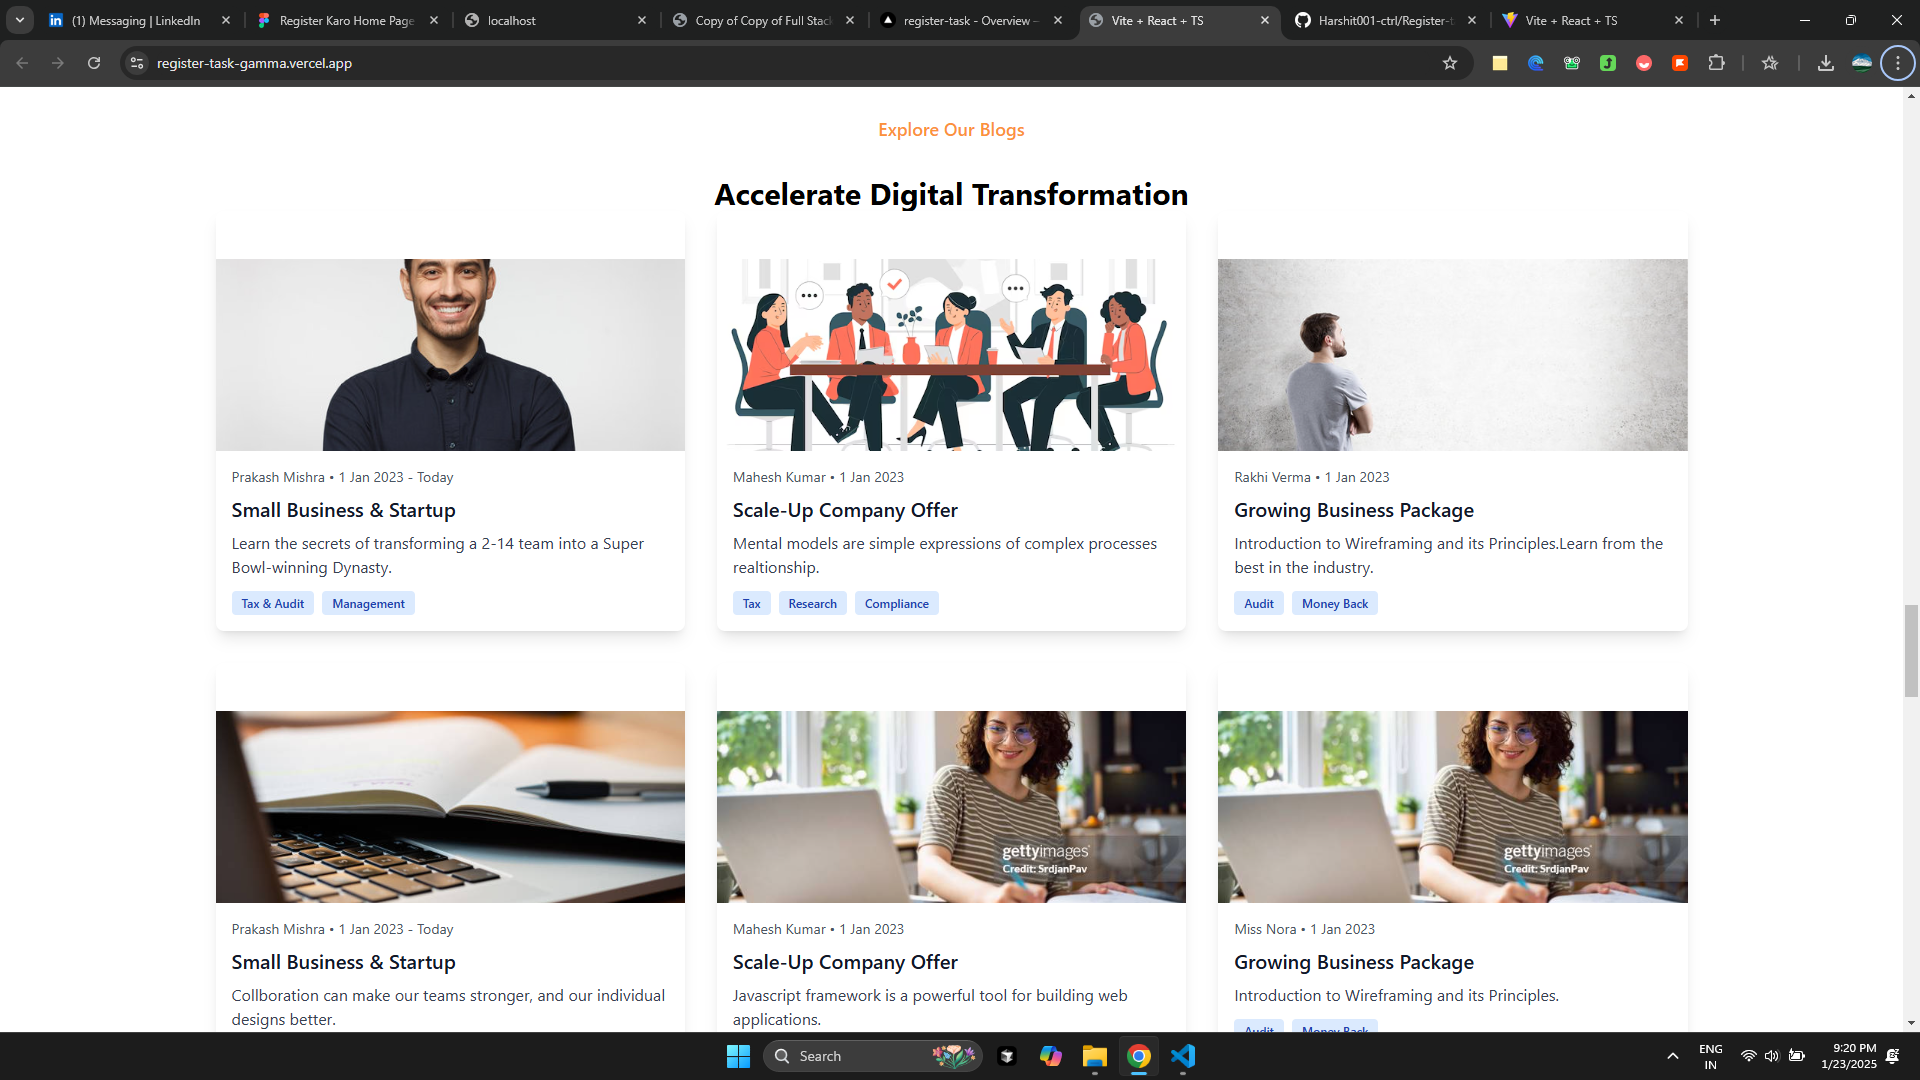 (1) Messaging | LinkedIn
Register Karo Home Page
localhost
Copy of Copy of Full Stack
register-task - Overview –
Vite + React + TS
Harshit001-ctrl/Register-t
Vite + React + TS
register-task-gamma.vercel.app
Explore Our Blogs
Accelerate Digital Transformation
Prakash Mishra • 1 Jan 2023 - Today
Small Business & Startup
Learn the secrets of transforming a 2-14 team into a Super
Bowl-winning Dynasty.
Tax & Audit
Management
Mahesh Kumar • 1 Jan 2023
Scale-Up Company Offer
Mental models are simple expressions of complex processes
realtionship.
Tax
Research
Compliance
Rakhi Verma • 1 Jan 2023
Growing Business Package
Introduction to Wireframing and its Principles.Learn from the
best in the industry.
Audit
Money Back
gettyimages®
Credit: SrdjanPav
gettyimages®
Credit: SrdjanPav
Prakash Mishra • 1 Jan 2023 - Today
Small Business & Startup
Collboration can make our teams stronger, and our individual
designs better.
Mahesh Kumar • 1 Jan 2023
Scale-Up Company Offer
Javascript framework is a powerful tool for building web
applications.
Miss Nora • 1 Jan 2023
Growing Business Package
Introduction to Wireframing and its Principles.
Audit
Money Back
Search
ENG
IN
9:20 PM
1/23/2025